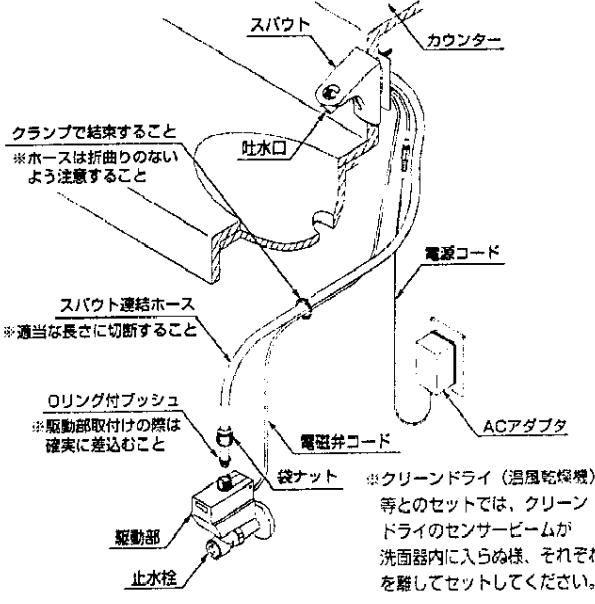 スパウト
カウンター
クランプで結束すること
※ホースは折曲りのない
よう注意すること
吐水口
電源コード
スパウト連結ホース
※適当な長さに切断すること
Oリング付ブッシュ
※駆動部取付けの際は
確実に差込むこと
電磁弁コード
ACアダプタ
袋ナット
駆動部
止水栓
※クリーンドライ（温風乾燥機）
等とのセットでは、クリーン
ドライのセンサービームが
洗面器内に入らぬ様、それぞれ
を離してセットしてください。